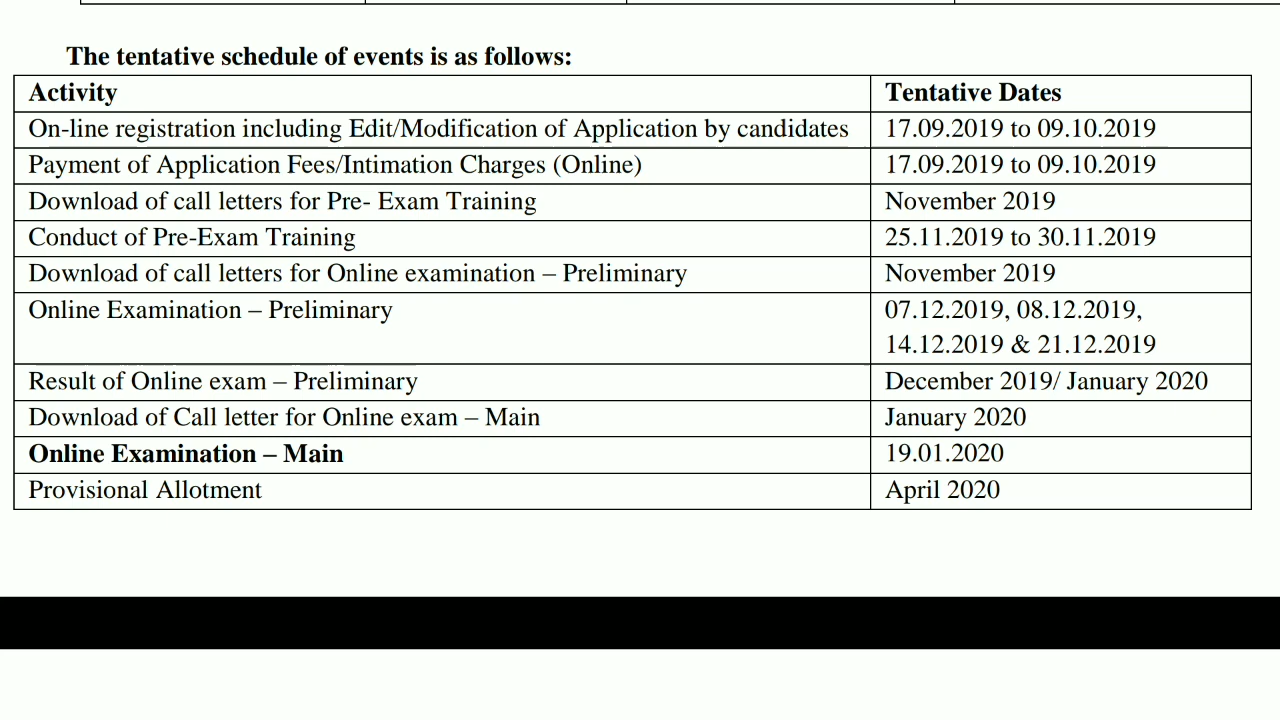 The tentative schedule of events is as follows:
Activity Tentative Dates
On-line registration including Edit/Modification of Application by candidates 17.09.2019 to 09.10.2019
Payment of Application Fees/Intimation Charges (Online) 17.09.2019 to 09.10.2019
Download of call letters for Pre- Exam Training November 2019
Conduct of Pre-Exam Training 25.11.2019 to 30.11.2019
Download of call letters for Online examination – Preliminary November 2019
Online Examination – Preliminary 07.12.2019, 08.12.2019,
14.12.2019 & 21.12.2019
Result of Online exam – Preliminary December 2019/ January 2020
Download of Call letter for Online exam – Main January 2020
Online Examination – Main 19.01.2020
Provisional Allotment April 2020